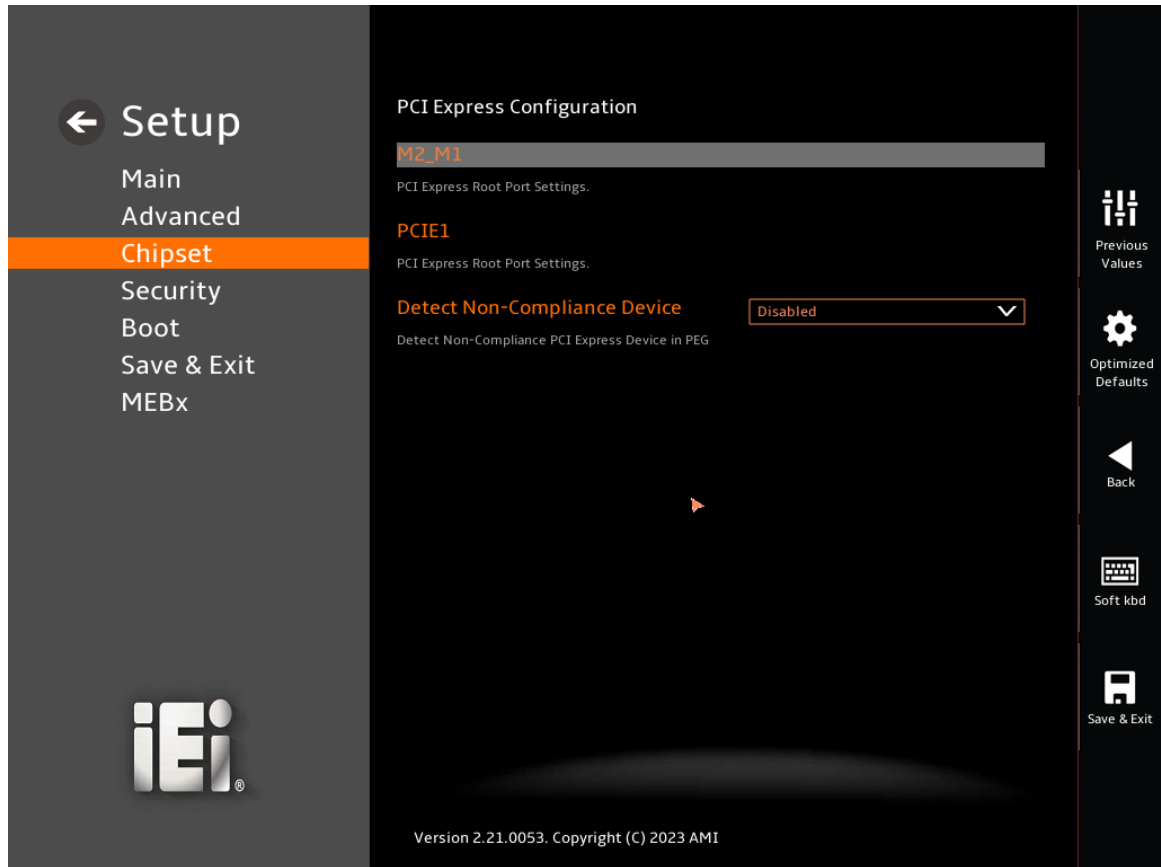 Setup
Main
Advanced
Chipset
Security
Boot
Save & Exit
MEBx
iEi®
PCI Express Configuration
M2_M1
PCI Express Root Port Settings.
PCIE1
PCI Express Root Port Settings.
Detect Non-Compliance Device
Disabled
Detect Non-Compliance PCI Express Device in PEG
Version 2.21.0053. Copyright (C) 2023 AMI
Previous
Values
Optimized
Defaults
Back
Soft kbd
Save & Exit